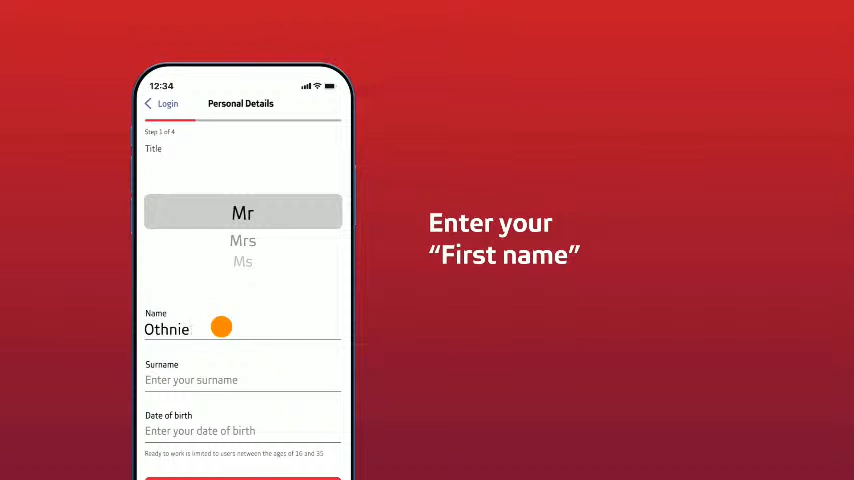 12:34
Login
Personal Details
Step 1 of 4
Title
Mr
Mrs
Ms
Name
Othnie
Surname
Enter your surname
Date of birth
Enter your date of birth
Ready to work is limited to users netween the ages of 16 and 35
Enter your
“First name”